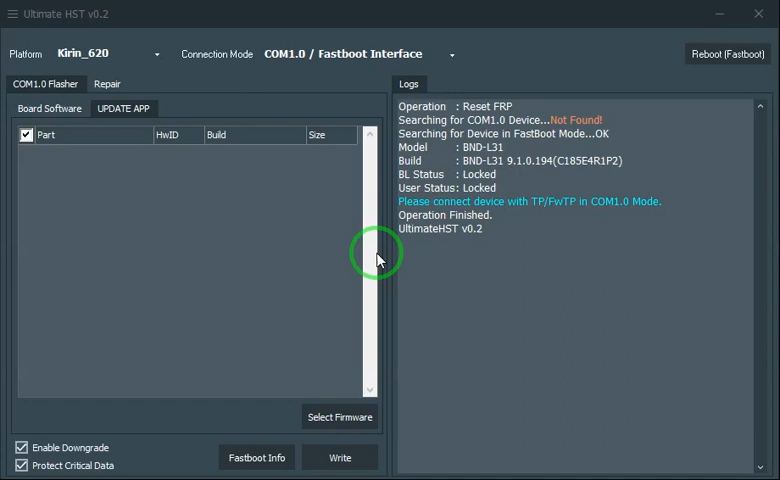 Ultimate HST v0.2
Platform Kirin_620 Connection Mode COM1.0 / Fastboot Interface Reboot (Fastboot)
COM1.0 Flasher Repair
Board Software UPDATE APP
Part HwID Build Size
Select Firmware
Enable Downgrade
Protect Critical Data
Fastboot Info Write
Logs
Operation : Reset FRP
Searching for COM1.0 Device...Not Found!
Searching for Device in FastBoot Mode...OK
Model : BND-L31
Build : BND-L31 9.1.0.194(C185E4R1P2)
BL Status : Locked
User Status: Locked
Please connect device with TP/FwTP in COM1.0 Mode.
Operation Finished.
UltimateHST v0.2